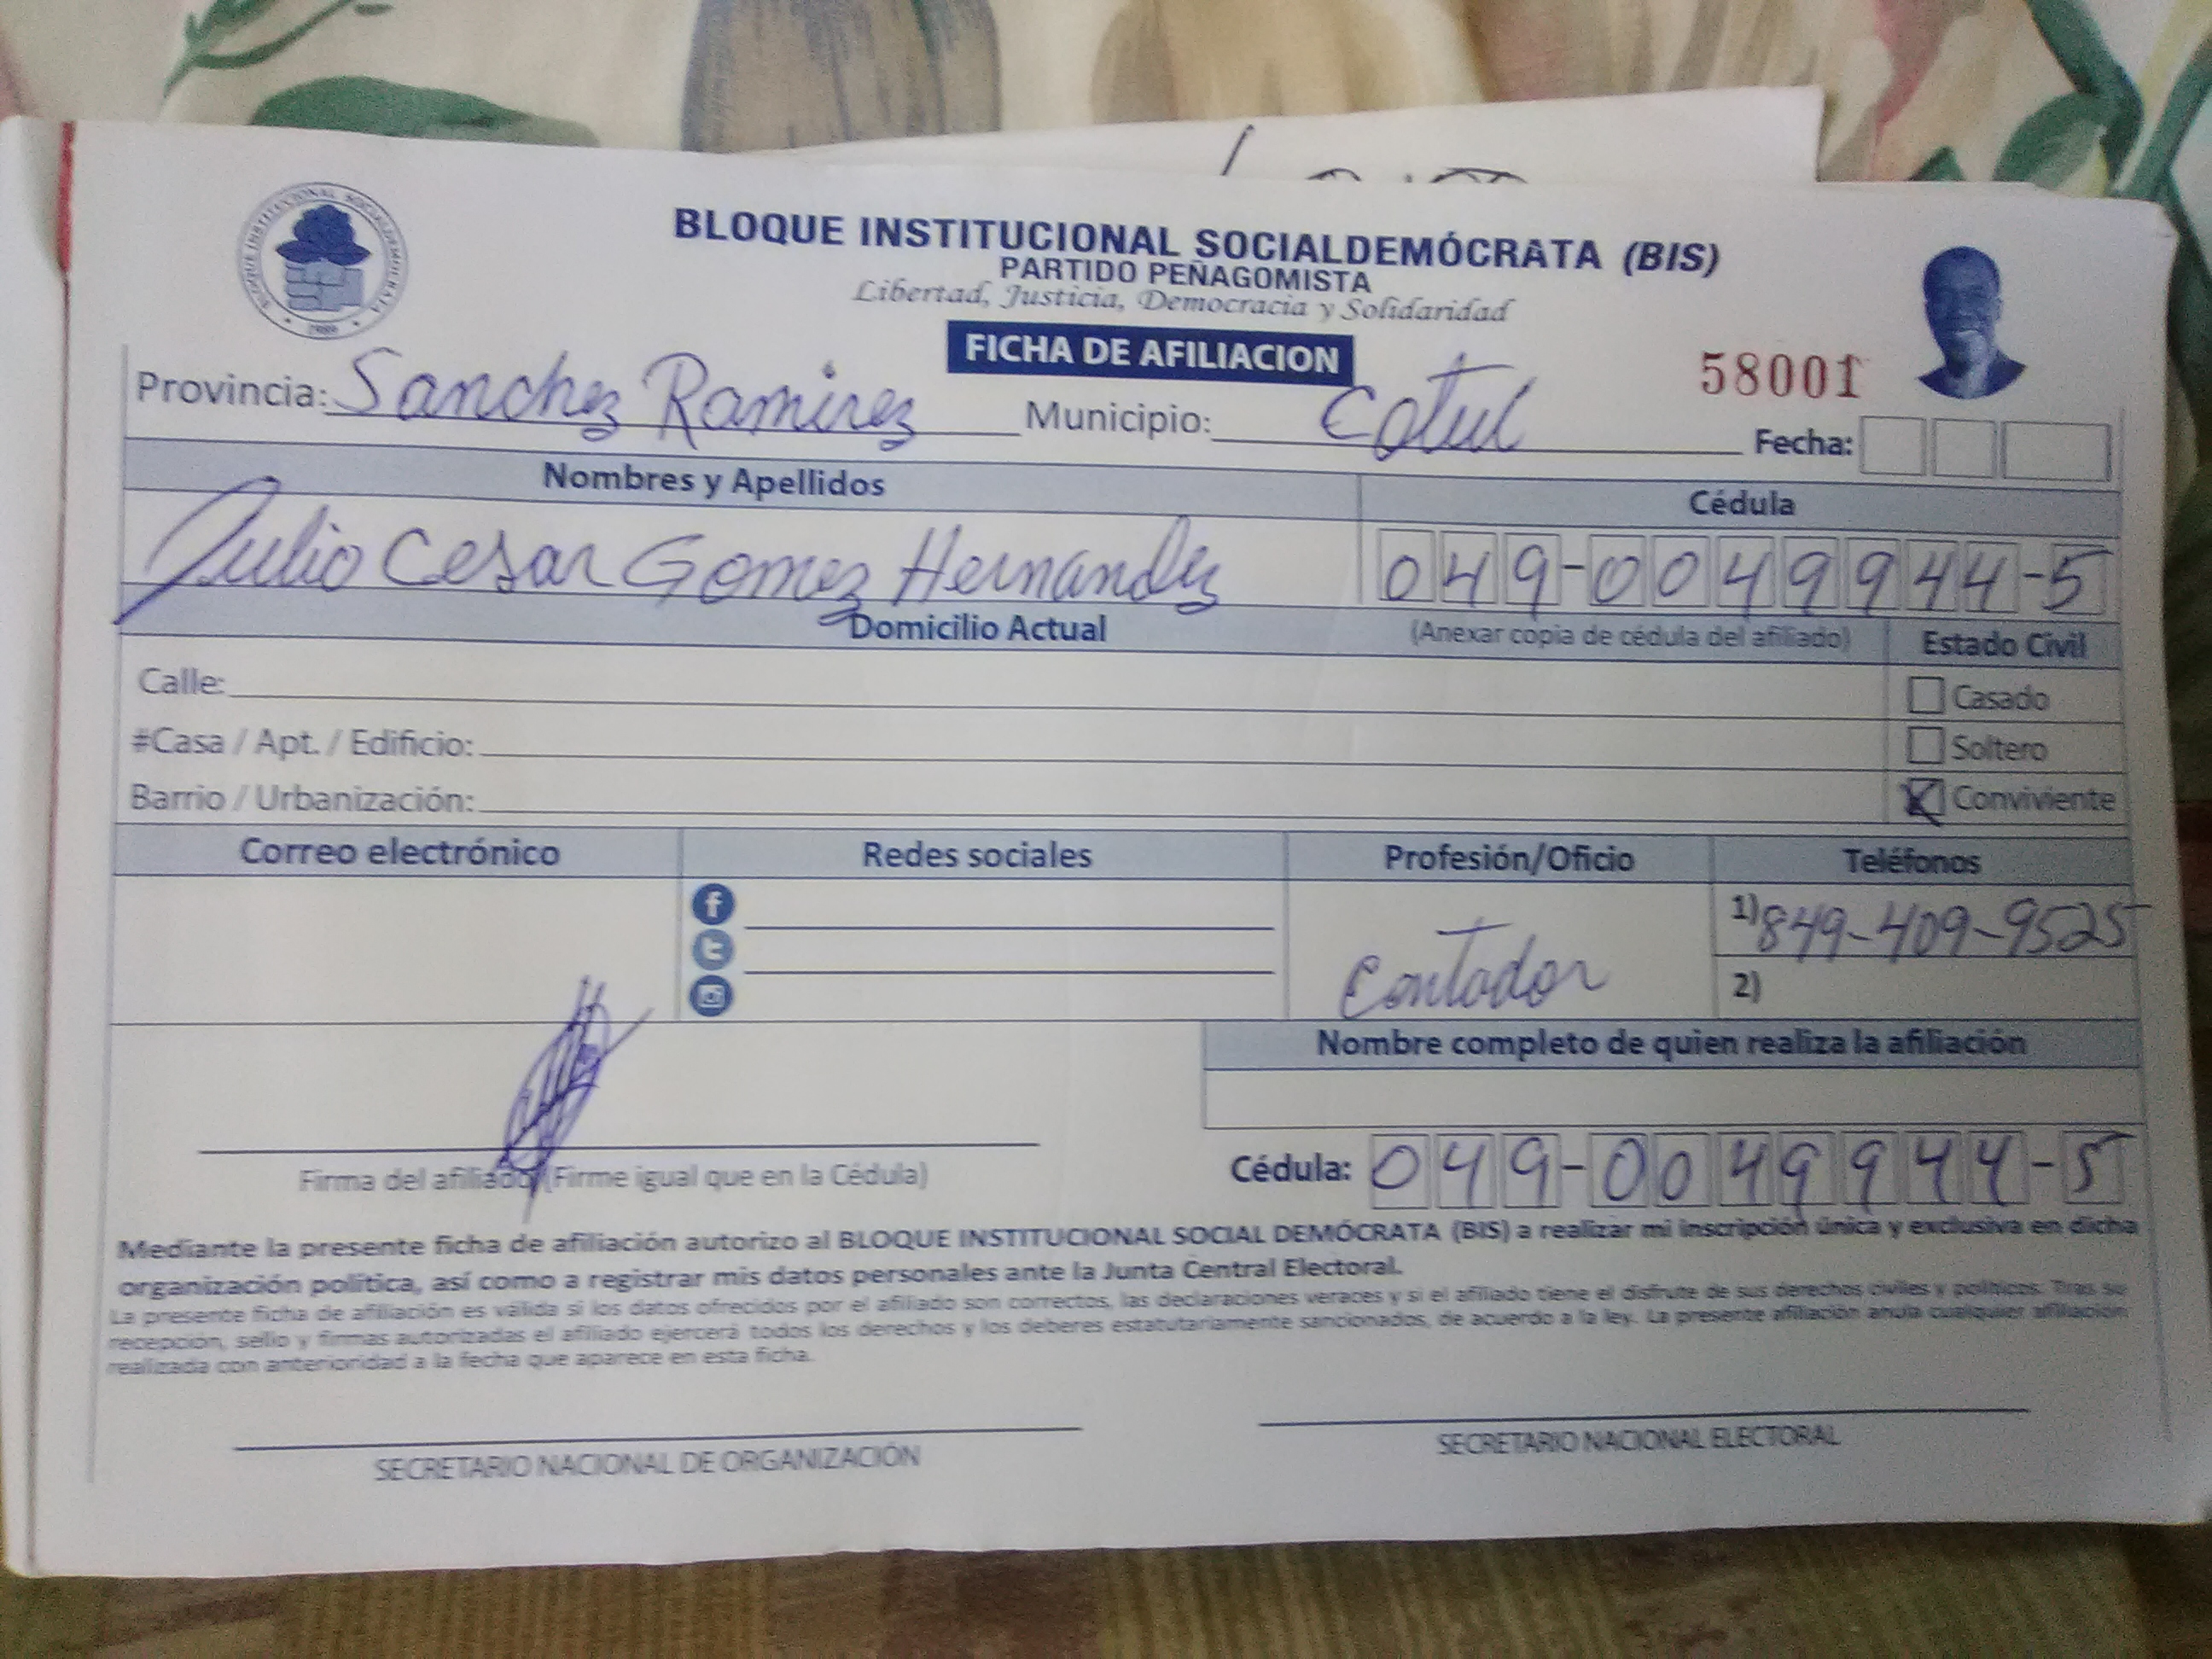 BLOQUE INSTITUCIONAL SOCIALDEMÓCRATA
1989
BLOQUE INSTITUCIONAL SOCIALDEMÓCRATA (BIS)
PARTIDO PEÑAGOMISTA
Libertad, Justicia, Democracia y Solidaridad
FICHA DE AFILIACION
58001
Provincia: Sanchez Ramirez Municipio: Cotui Fecha:
Nombres y Apellidos Cédula
Julio Cesar Gomez Hernandez 049-0049944-5
Domicilio Actual (Anexar copia de cédula del afiliado) Estado Civil
Calle: Casado
#Casa / Apt. / Edificio: Soltero
Barrio / Urbanización: Conviviente
Correo electrónico Redes sociales Profesión/Oficio Teléfonos
1) 849-409-9525
Contador
2)
Nombre completo de quien realiza la afiliación
Cédula: 049-0049944-5
Firma del afiliado (Firme igual que en la Cédula)
Mediante la presente ficha de afiliación autorizo al BLOQUE INSTITUCIONAL SOCIAL DEMÓCRATA (BIS) a realizar mi inscripción única y exclusiva en dicha
organización política, así como a registrar mis datos personales ante la Junta Central Electoral.
La presente ficha de afiliación es válida si los datos ofrecidos por el afiliado son correctos, las declaraciones veraces y si el afiliado tiene el disfrute de sus derechos civiles y políticos. Tras su
recepción, sello y firmas autorizadas el afiliado ejercerá todos los derechos y los deberes estatutariamente sancionados, de acuerdo a la ley. La presente afiliación anula cualquier afiliación
realizada con anterioridad a la fecha que aparece en esta ficha.
SECRETARIO NACIONAL DE ORGANIZACIÓN SECRETARIO NACIONAL ELECTORAL